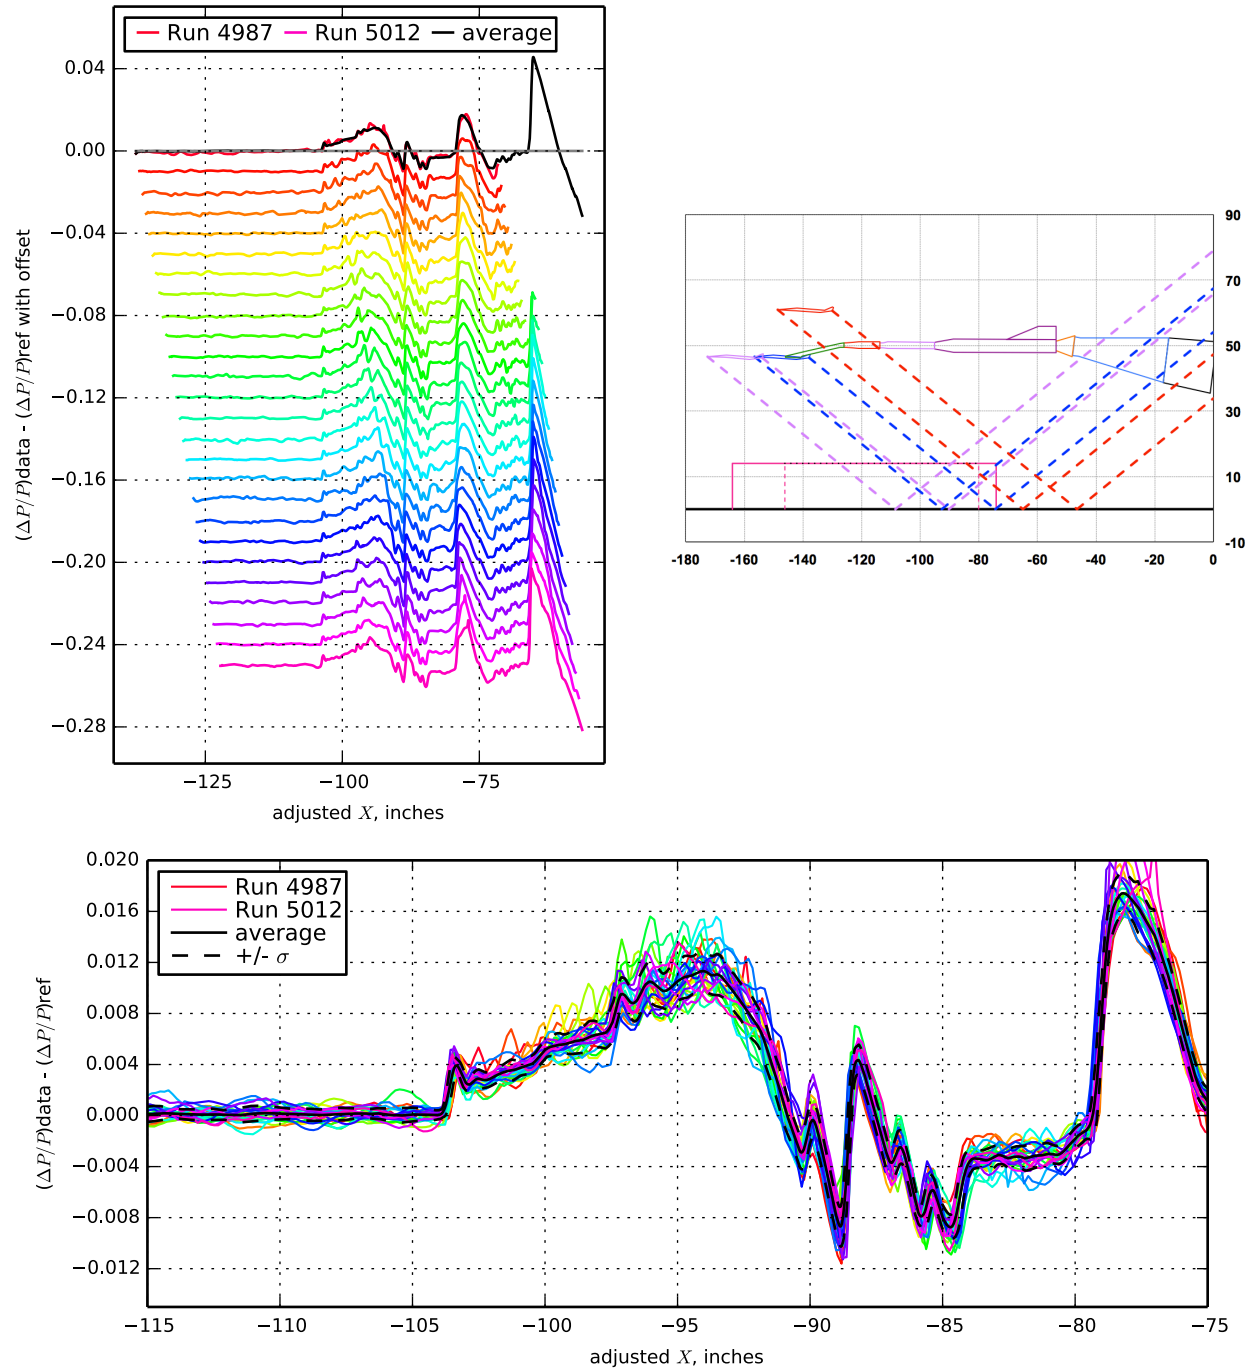 Run 4987 Run 5012 average
0.04
0.00
−0.04
−0.08
−0.12
−0.16
−0.20
−0.24
−0.28
(ΔP/P)data - (ΔP/P)ref with offset
−125 −100 −75
adjusted X, inches
90
70
50
30
10
-10
-180 -160 -140 -120 -100 -80 -60 -40 -20 0
Run 4987
Run 5012
average
+/- σ
0.020
0.016
0.012
0.008
0.004
0.000
−0.004
−0.008
−0.012
(ΔP/P)data - (ΔP/P)ref
−115 −110 −105 −100 −95 −90 −85 −80 −75
adjusted X, inches